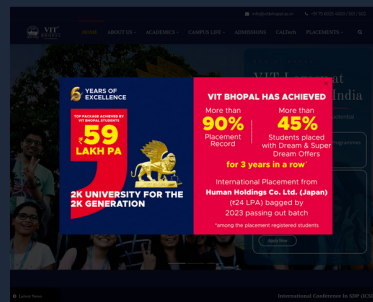 VIT
BHOPAL
HOME ABOUT US ACADEMICS CAMPUS LIFE ADMISSIONS CALTech PLACEMENTS
6 YEARS OF
EXCELLENCE
TOP PACKAGE ACHIEVED BY
VIT BHOPAL STUDENTS
₹59
LAKH PA
2K UNIVERSITY FOR THE
2K GENERATION
VIT BHOPAL HAS ACHIEVED
More than
90%
Placement
Record
More than
45%
Students placed
with Dream & Super
Dream Offers
for 3 years in a row*
International Placement from
Human Holdings Co. Ltd. (Japan)
(₹24 LPA) bagged by
2023 passing out batch
*among the placement registered students
Apply Now
Latest News
International Conference In SDP